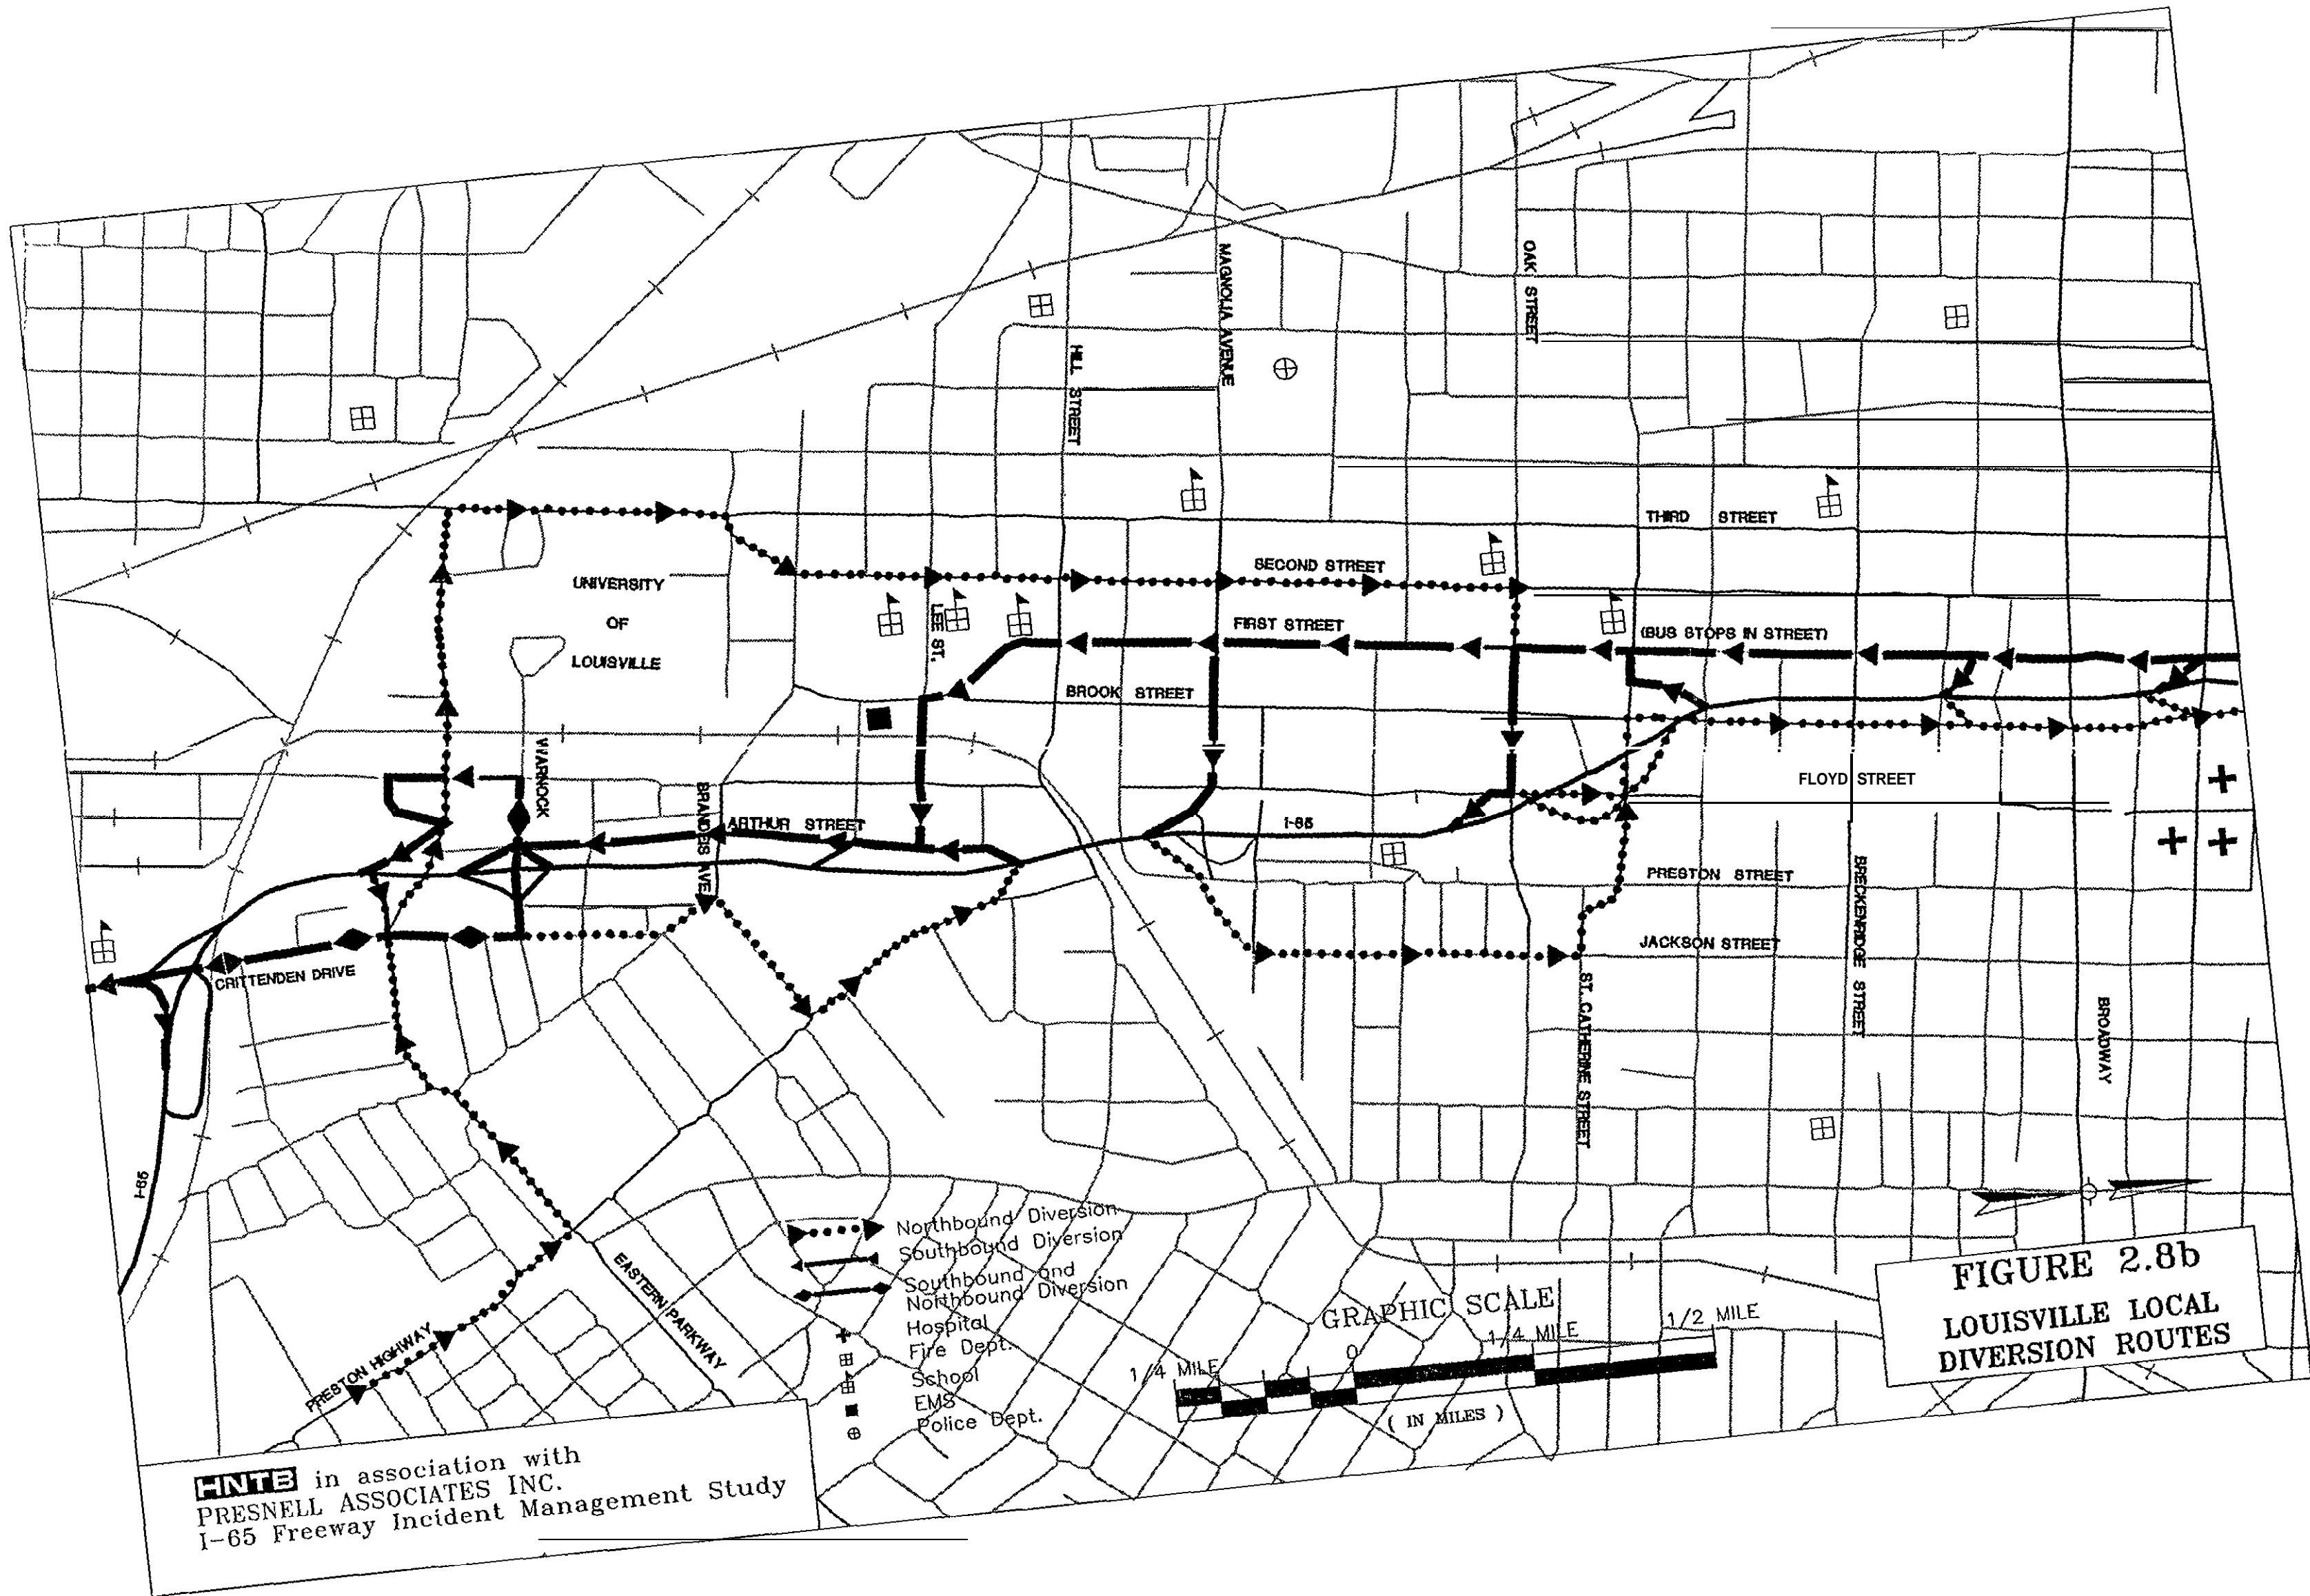 OAK STREET
MAGNOLIA AVENUE
HILL STREET
THIRD STREET
SECOND STREET
UNIVERSITY
OF
LOUISVILLE
LEE ST.
FIRST STREET
(BUS STOPS IN STREET)
BROOK STREET
WARNOCK
FLOYD STREET
BRANDEIS AVE.
ARTHUR STREET
I-65
PRESTON STREET
BRECKENRIDGE STREET
JACKSON STREET
CRITTENDEN DRIVE
ST. CATHERINE STREET
BROADWAY
I-65
EASTERN PARKWAY
PRESTON HIGHWAY
Northbound Diversion
Southbound Diversion
Southbound and
Northbound Diversion
Hospital
Fire Dept.
School
EMS
Police Dept.
GRAPHIC SCALE
1/4 MILE
0
1/4 MILE
1/2 MILE
( IN MILES )
FIGURE 2.8b
LOUISVILLE LOCAL
DIVERSION ROUTES
HNTB in association with
PRESNELL ASSOCIATES INC.
I-65 Freeway Incident Management Study